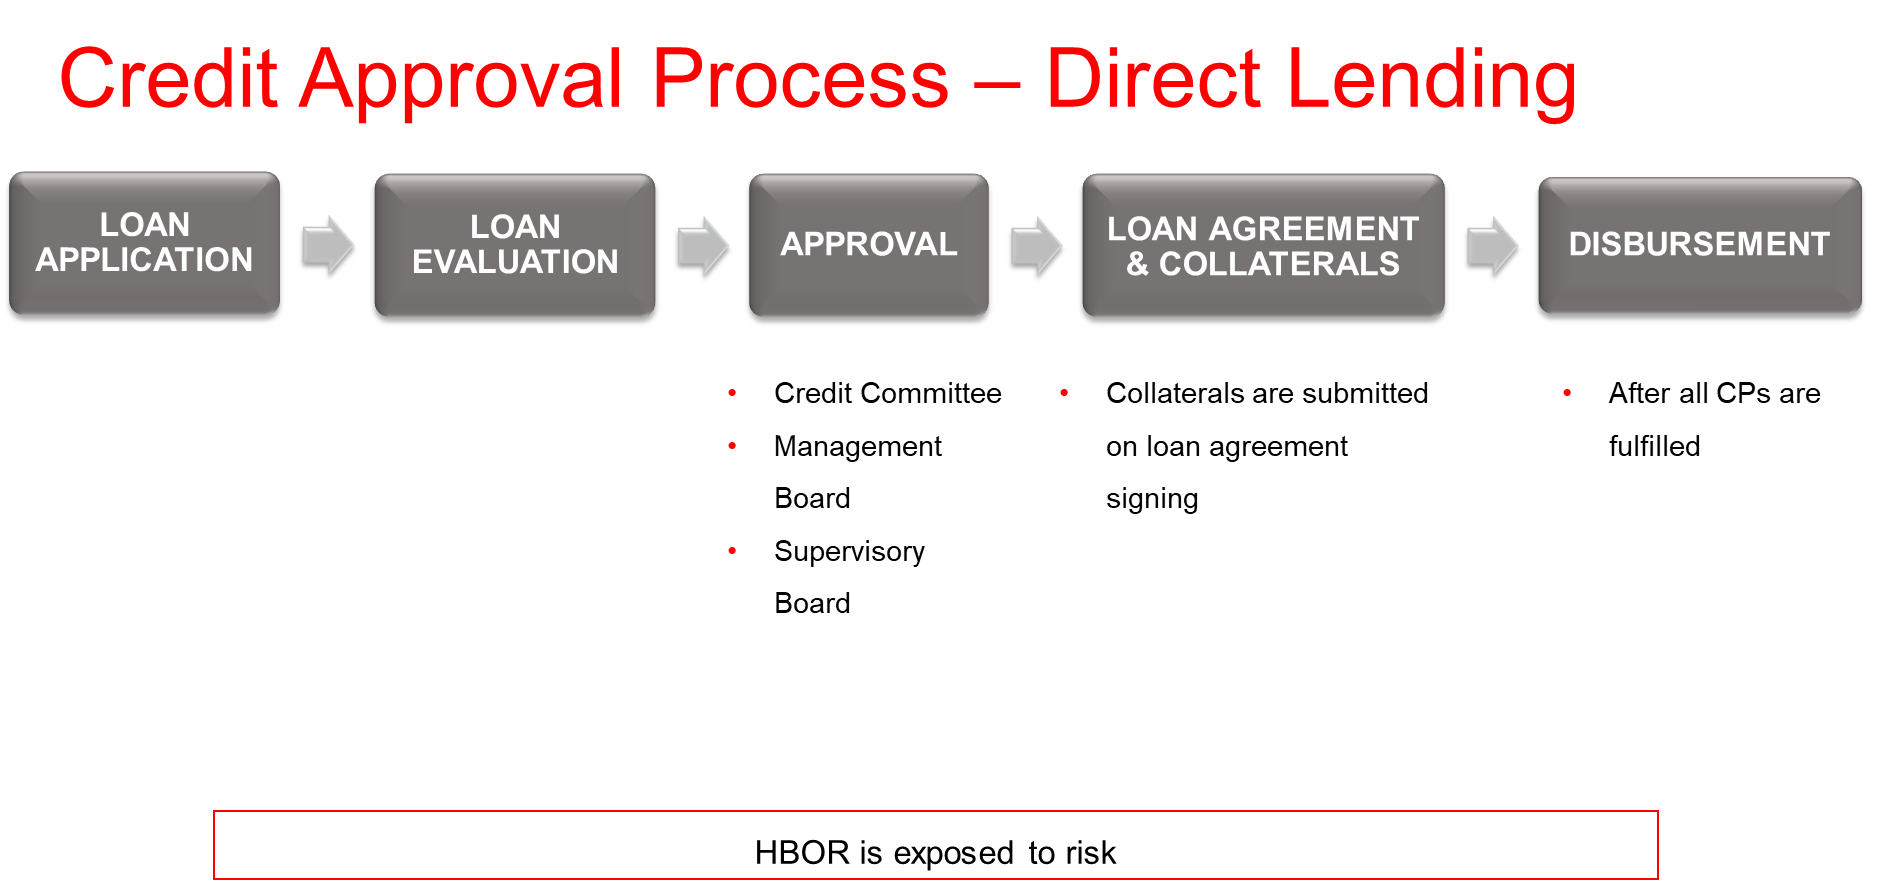 Credit Approval Process – Direct Lending
LOAN
APPLICATION
LOAN
EVALUATION
APPROVAL
LOAN AGREEMENT
& COLLATERALS
DISBURSEMENT
• Credit Committee
• Management
Board
• Supervisory
Board
• Collaterals are submitted
on loan agreement
signing
• After all CPs are
fulfilled
HBOR is exposed to risk